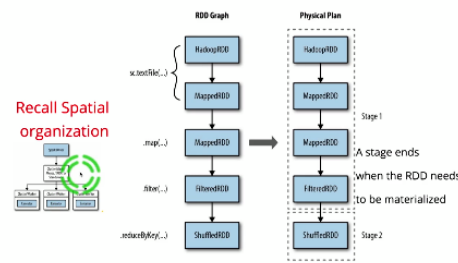 RDD Graph
Physical Plan
HadoopRDD
HadoopRDD
sc.textFile(...)
MappedRDD
MappedRDD
Stage 1
Recall Spatial
organization
.map(...)
MappedRDD
MappedRDD
A stage ends
when the RDD needs
to be materialized
.filter(...)
FilteredRDD
FilteredRDD
.reduceByKey(...)
ShuffledRDD
ShuffledRDD
Stage 2